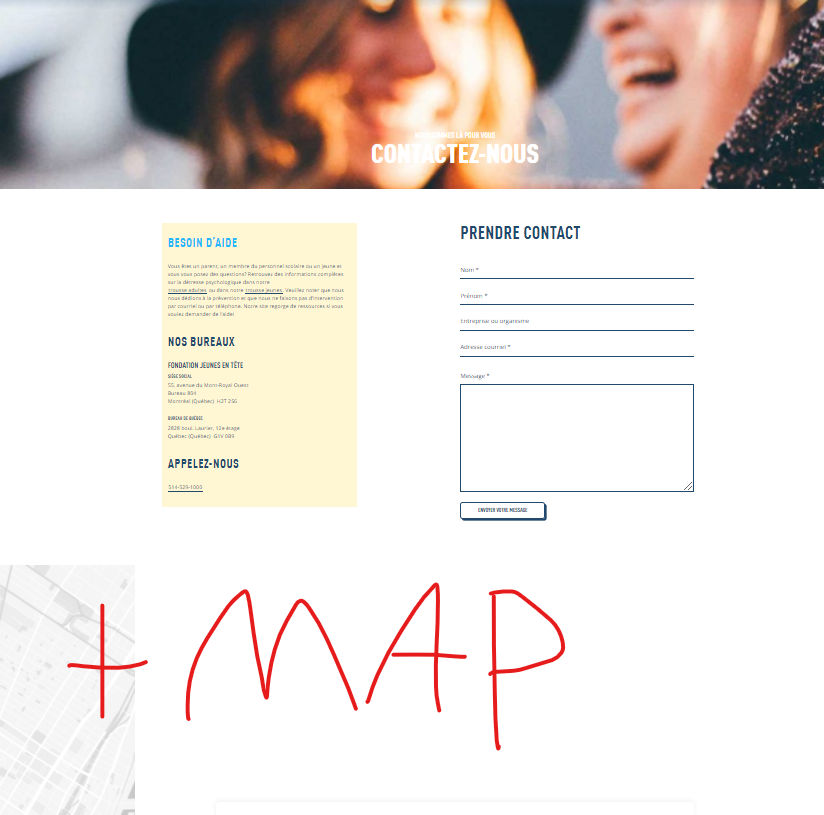 NOUS SOMMES LÀ POUR VOUS
CONTACTEZ-NOUS
BESOIN D'AIDE
Vous êtes un parent, un membre du personnel scolaire ou un jeune et
vous vous posez des questions? Retrouvez des informations complètes
sur la détresse psychologique dans notre
trousse adultes, ou dans notre trousse jeunes. Veuillez noter que nous
nous dédions à la prévention et que nous ne faisons pas d'intervention
par courriel ou par téléphone. Notre site regorge de ressources si vous
voulez demander de l'aide!
NOS BUREAUX
FONDATION JEUNES EN TÊTE
SIÈGE SOCIAL
55, avenue du Mont-Royal Ouest
Bureau 804
Montréal (Québec) H2T 2S6
BUREAU DE QUÉBEC
2828 boul. Laurier, 12e étage
Québec (Québec) G1V 0B9
APPELEZ-NOUS
514-529-1000
PRENDRE CONTACT
Nom *
Prénom *
Entreprise ou organisme
Adresse courriel *
Message *
ENVOYER VOTRE MESSAGE
+ MAP